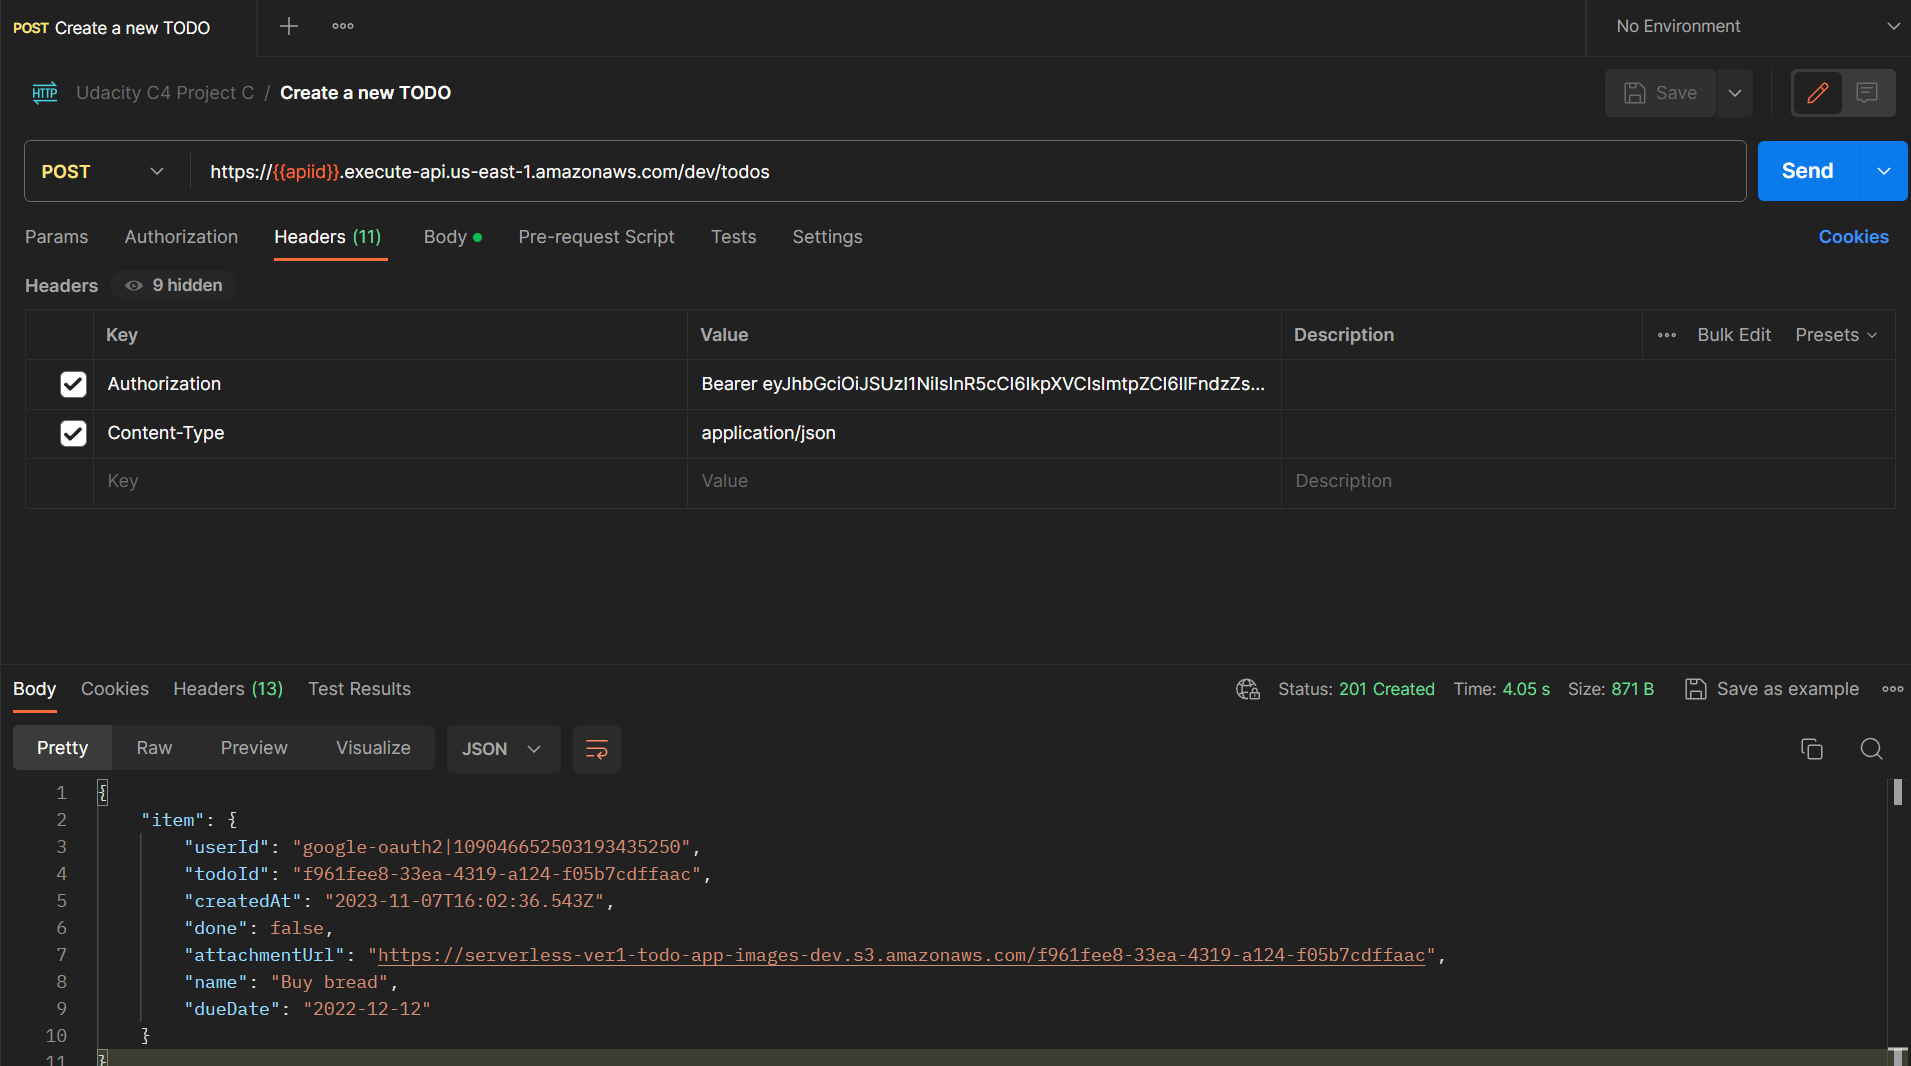 POST Create a new TODO
No Environment
HTTP Udacity C4 Project C / Create a new TODO
Save
POST https://{{apiid}}.execute-api.us-east-1.amazonaws.com/dev/todos Send
Params Authorization Headers (11) Body Pre-request Script Tests Settings Cookies
Headers 9 hidden
Key Value Description Bulk Edit Presets
Authorization Bearer eyJhbGciOiJSUzI1NiIsInR5cCI6IkpXVCIsImtpZCI6IlFndzZs...
Content-Type application/json
Key Value Description
Body Cookies Headers (13) Test Results Status: 201 Created Time: 4.05 s Size: 871 B Save as example
Pretty Raw Preview Visualize JSON
1 {
2 "item": {
3 "userId": "google-oauth2|109046652503193435250",
4 "todoId": "f961fee8-33ea-4319-a124-f05b7cdffaac",
5 "createdAt": "2023-11-07T16:02:36.543Z",
6 "done": false,
7 "attachmentUrl": "https://serverless-ver1-todo-app-images-dev.s3.amazonaws.com/f961fee8-33ea-4319-a124-f05b7cdffaac",
8 "name": "Buy bread",
9 "dueDate": "2022-12-12"
10 }
11 }